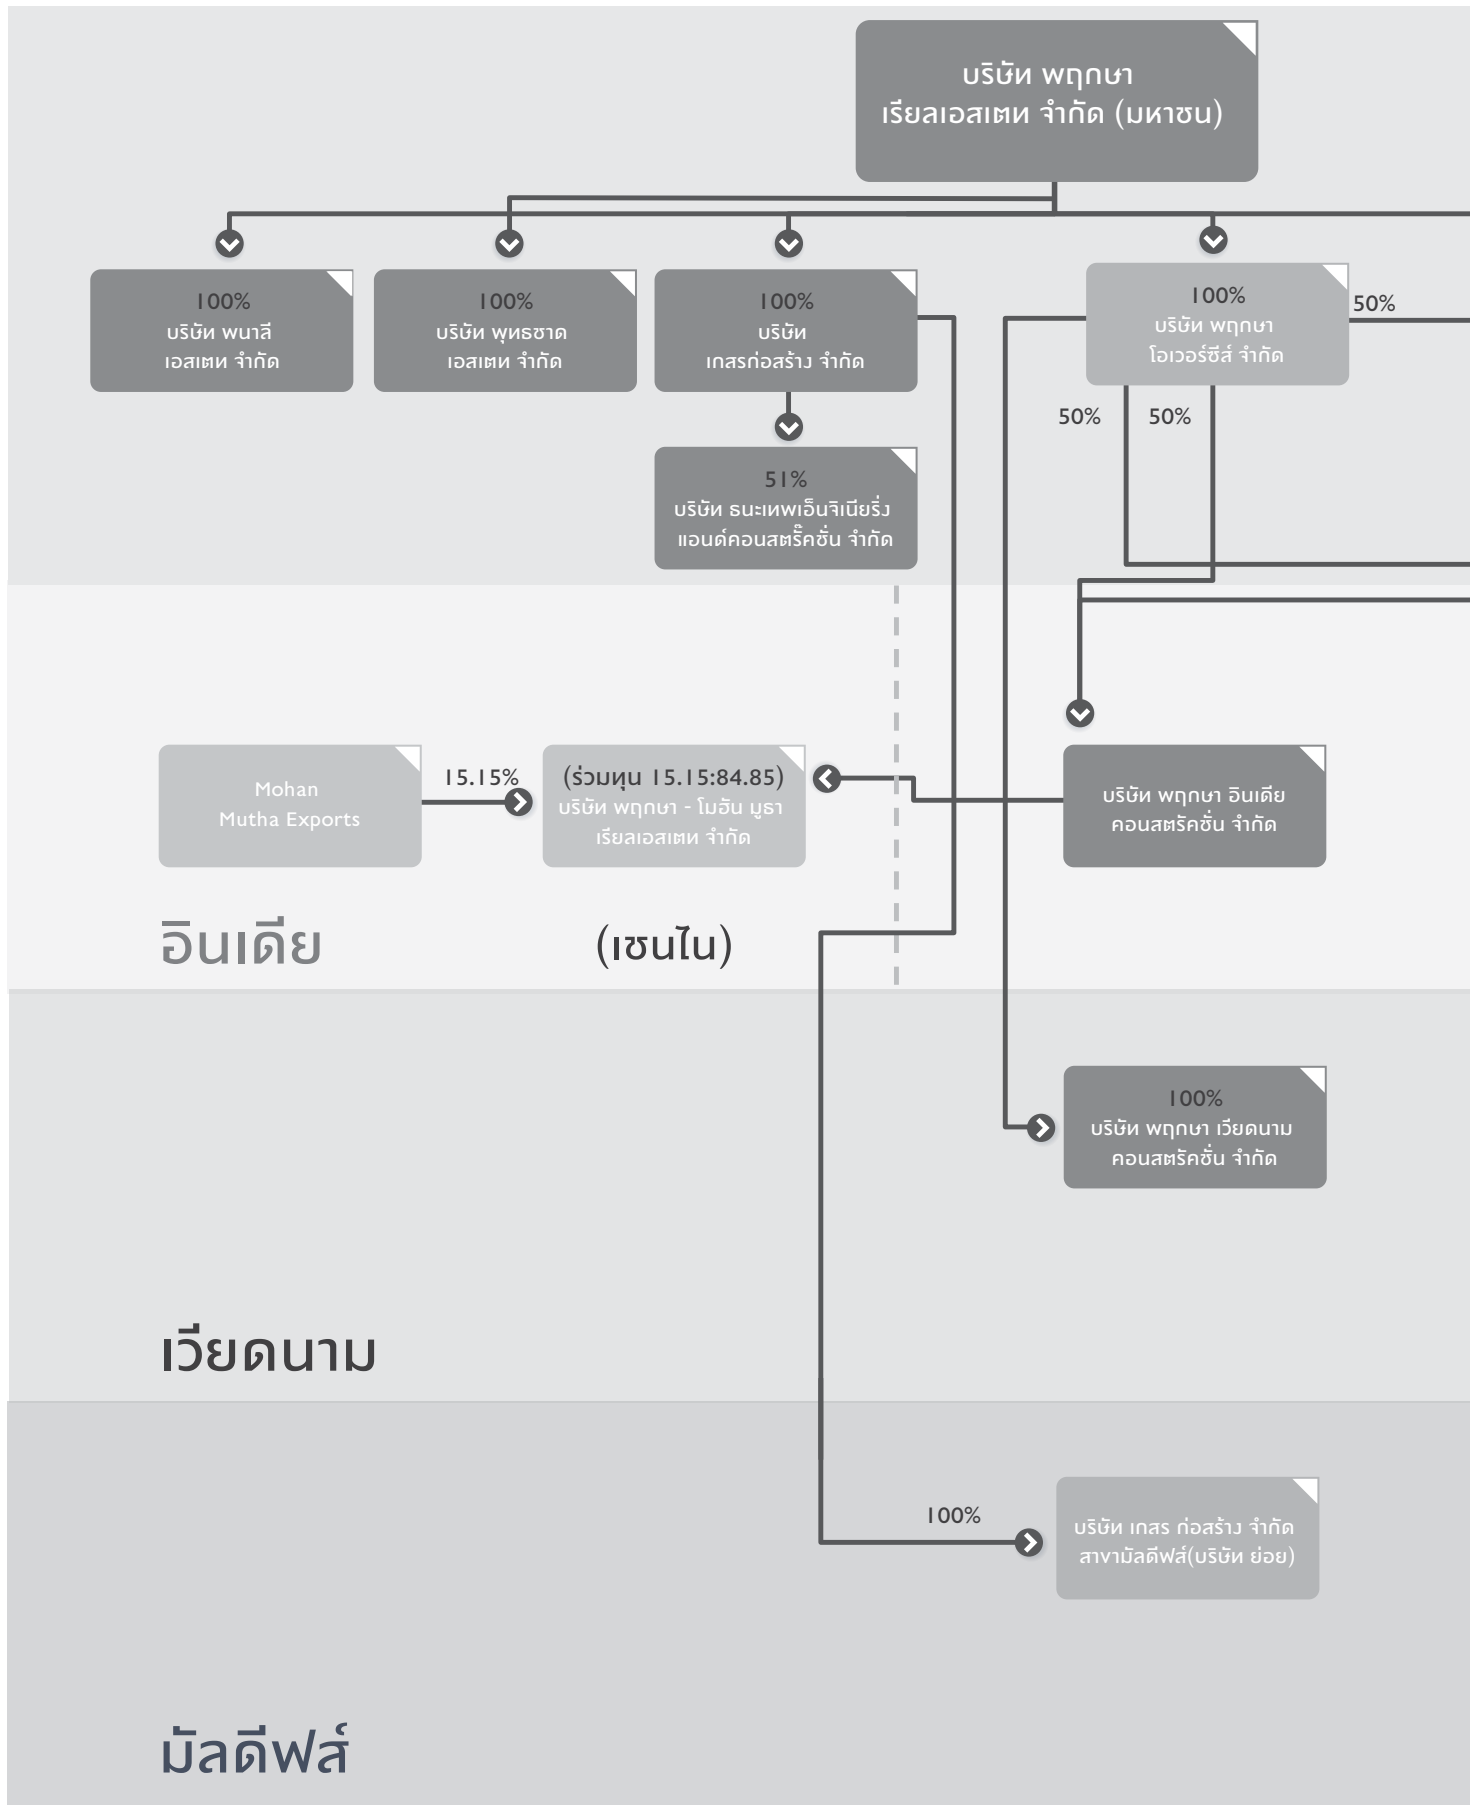 บริษัท พฤกษา
เรียลเอสเตท จำกัด (มหาชน)
100%
บริษัท พนาลี
เอสเตท จำกัด
100%
บริษัท พุทธชาด
เอสเตท จำกัด
100%
บริษัท
เกสรก่อสร้าง จำกัด
100%
บริษัท พฤกษา
โอเวอร์ซีส์ จำกัด
50%
50%
50%
51%
บริษัท ธนะเทพเอ็นจิเนียริ่ง
แอนด์คอนสตรั๊คชั่น จำกัด
Mohan
Mutha Exports
15.15%
(ร่วมทุน 15.15:84.85)
บริษัท พฤกษา - โมฮัน มูธา
เรียลเอสเตท จำกัด
บริษัท พฤกษา อินเดีย
คอนสตรัคชั่น จำกัด
อินเดีย
(เชนไน)
100%
บริษัท พฤกษา เวียดนาม
คอนสตรัคชั่น จำกัด
เวียดนาม
100%
บริษัท เกสร ก่อสร้าง จำกัด
สาขามัลดีฟส์(บริษัท ย่อย)
มัลดีฟส์